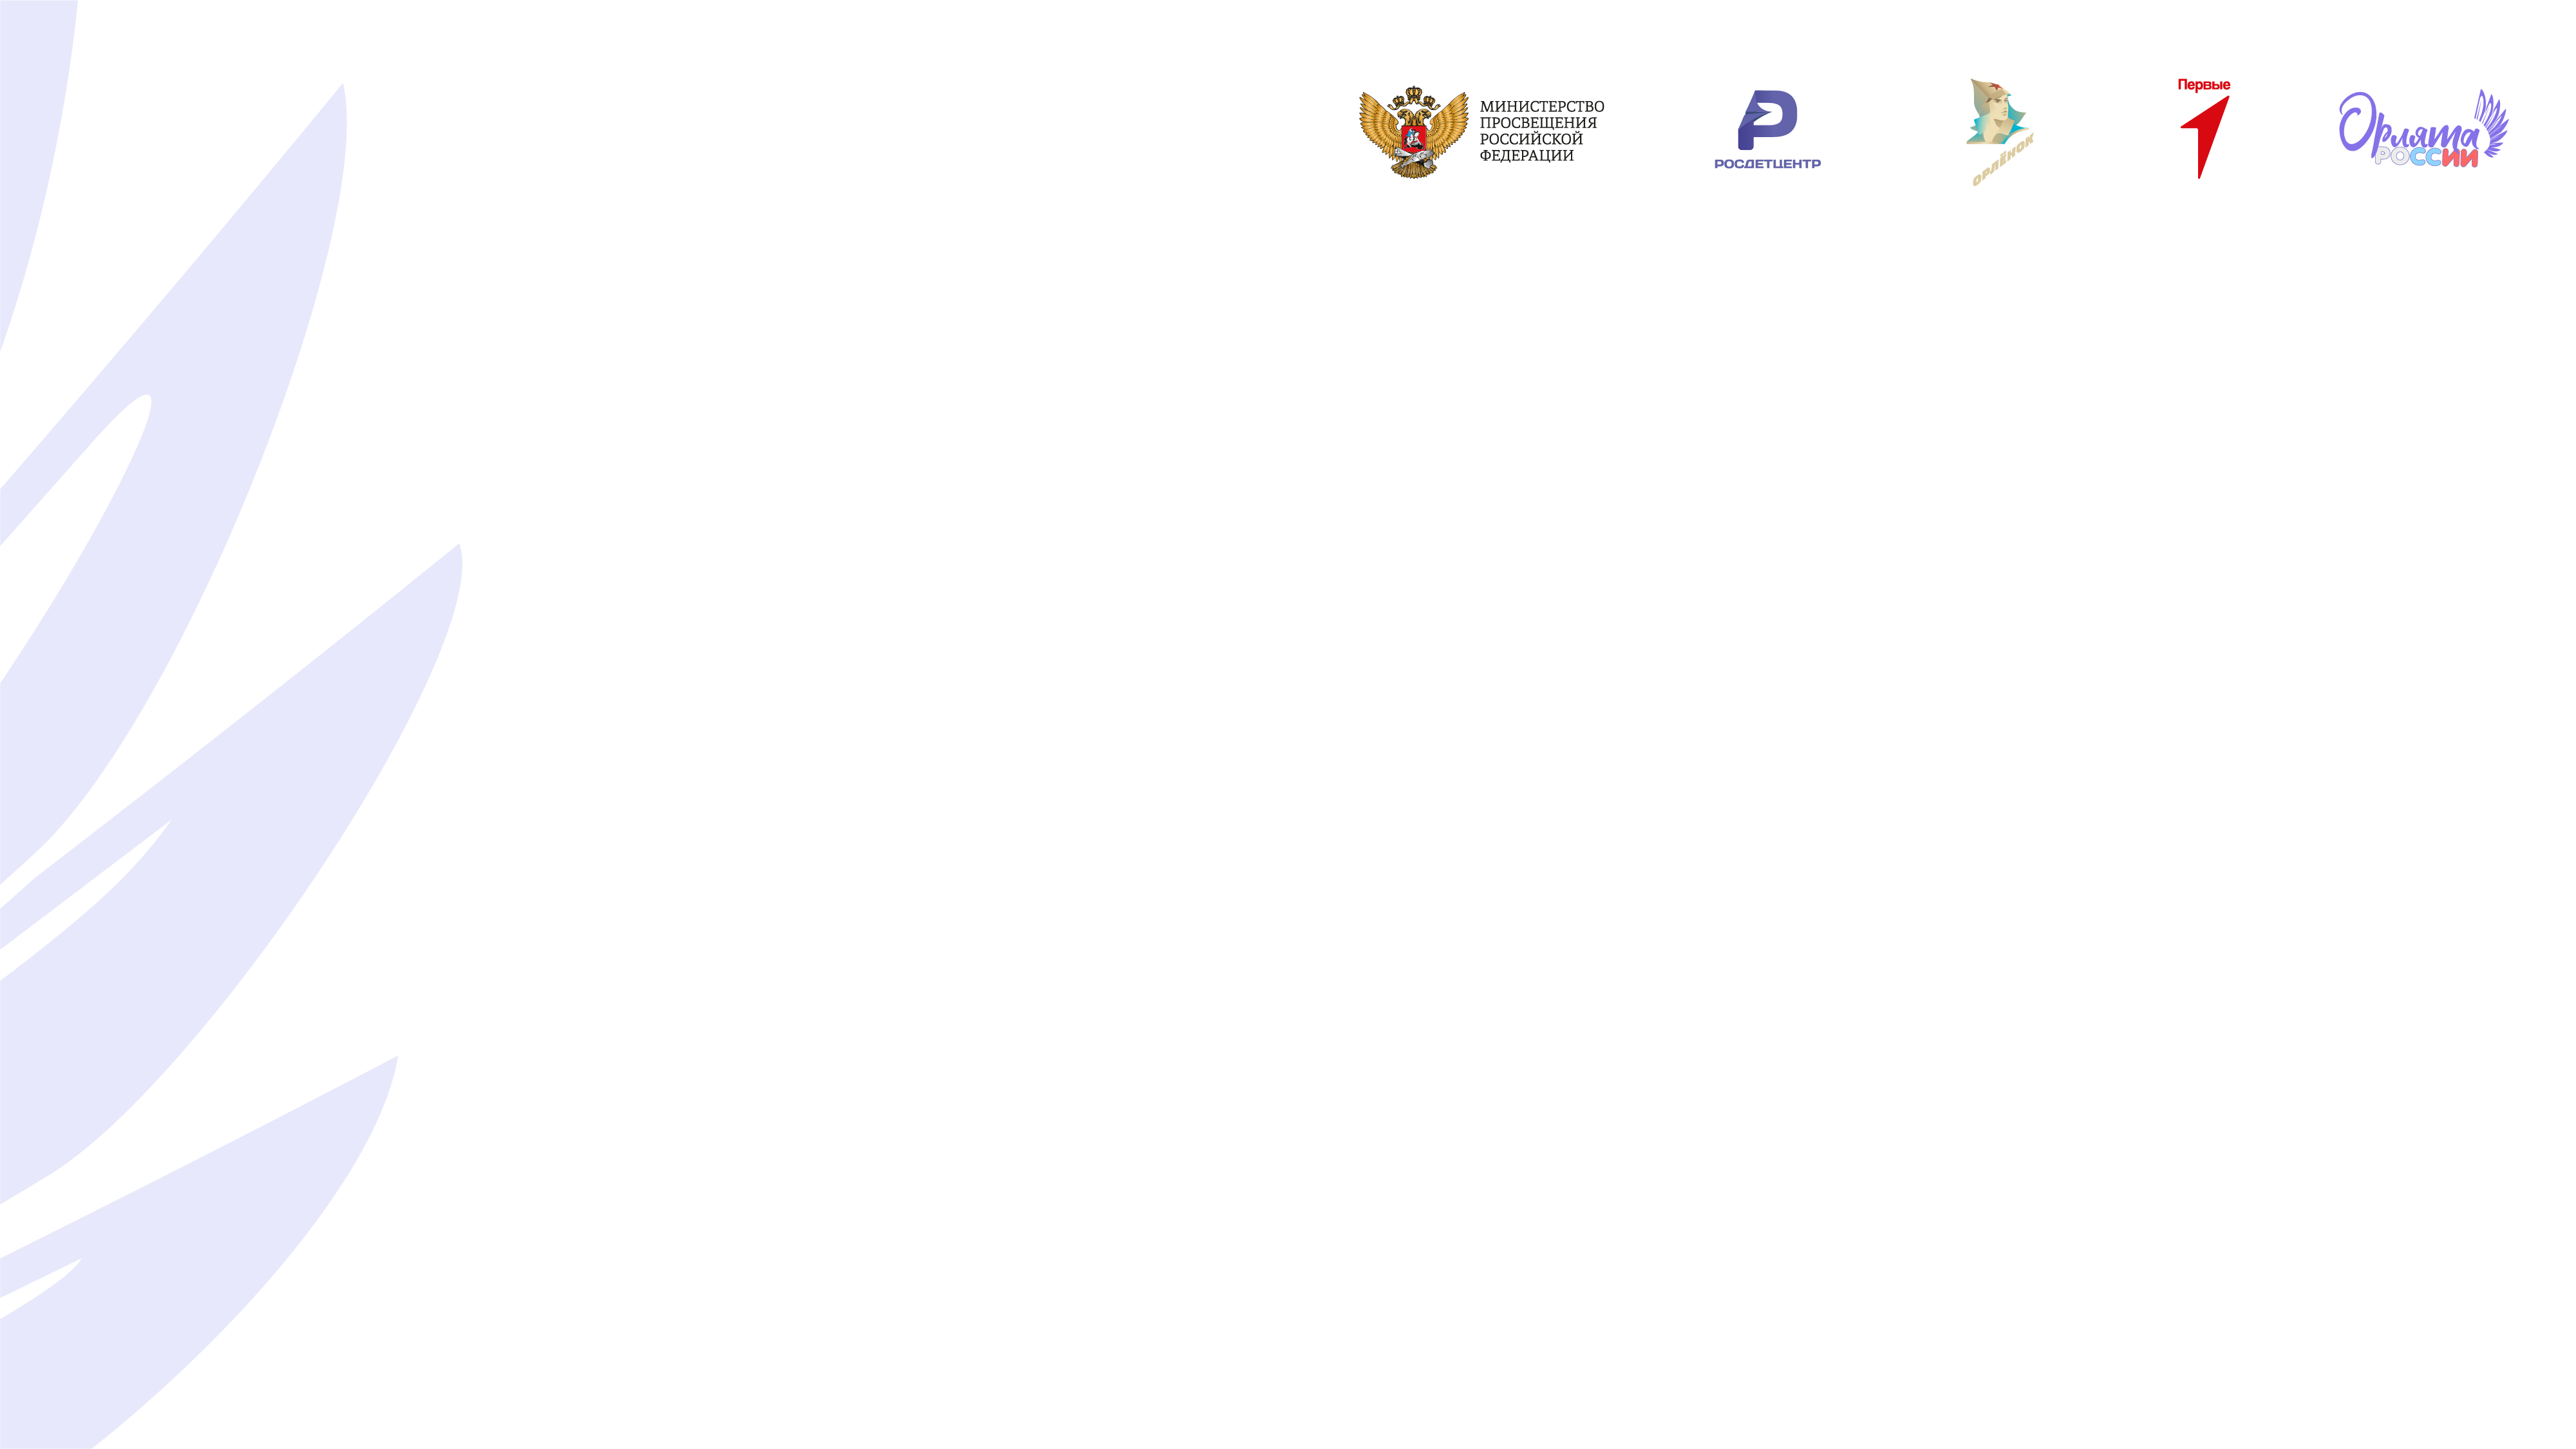 МИНИСТЕРСТВО
ПРОСВЕЩЕНИЯ
РОССИЙСКОЙ
ФЕДЕРАЦИИ
РОСДЕТЦЕНТР
ОРЛЁНОК
Первые
Орлята
РОССИИ